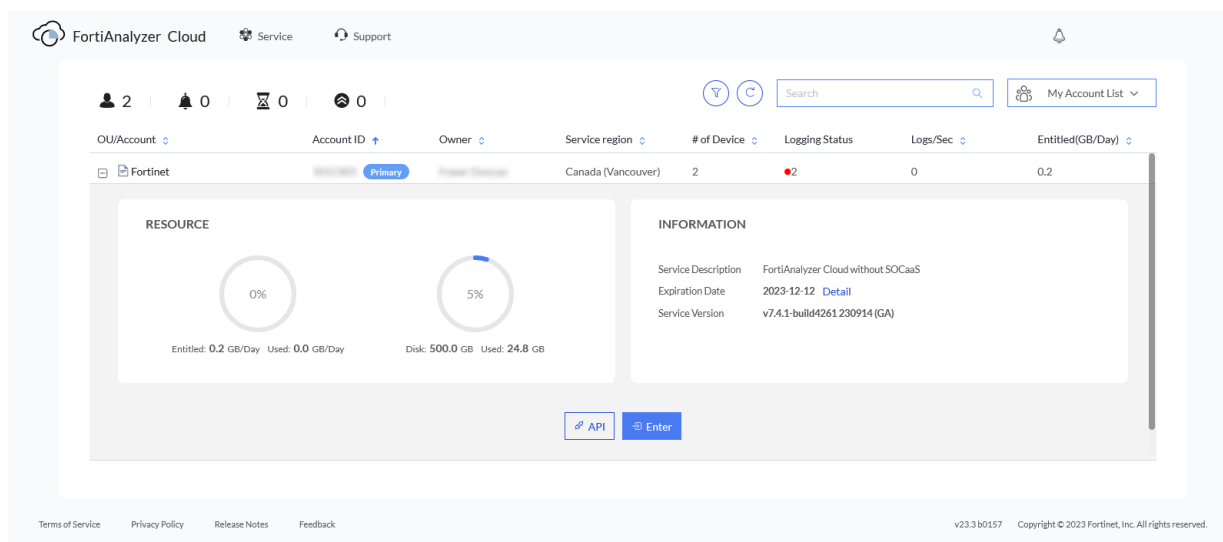 FortiAnalyzer Cloud Service Support
2 0 0 0 Search My Account List
OU/Account Account ID Owner Service region # of Device Logging Status Logs/Sec Entitled(GB/Day)
Fortinet Primary Canada (Vancouver) 2 2 0 0.2
RESOURCE
0%
5%
Entitled: 0.2 GB/Day Used: 0.0 GB/Day
Disk: 500.0 GB Used: 24.8 GB
INFORMATION
Service Description FortiAnalyzer Cloud without SOCaaS
Expiration Date 2023-12-12 Detail
Service Version v7.4.1-build4261 230914 (GA)
API Enter
Terms of Service Privacy Policy Release Notes Feedback v23.3 b0157 Copyright © 2023 Fortinet, Inc. All rights reserved.